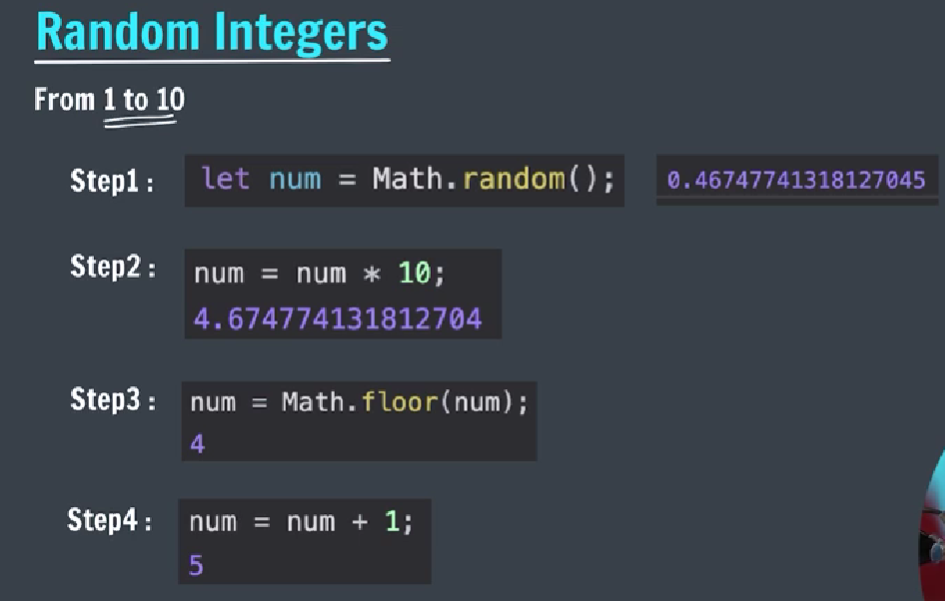 Random Integers
From 1 to 10
Step1 : let num = Math.random(); 0.46747741318127045
Step2 : num = num * 10;
4.674774131812704
Step3 : num = Math.floor(num);
4
Step4 : num = num + 1;
5